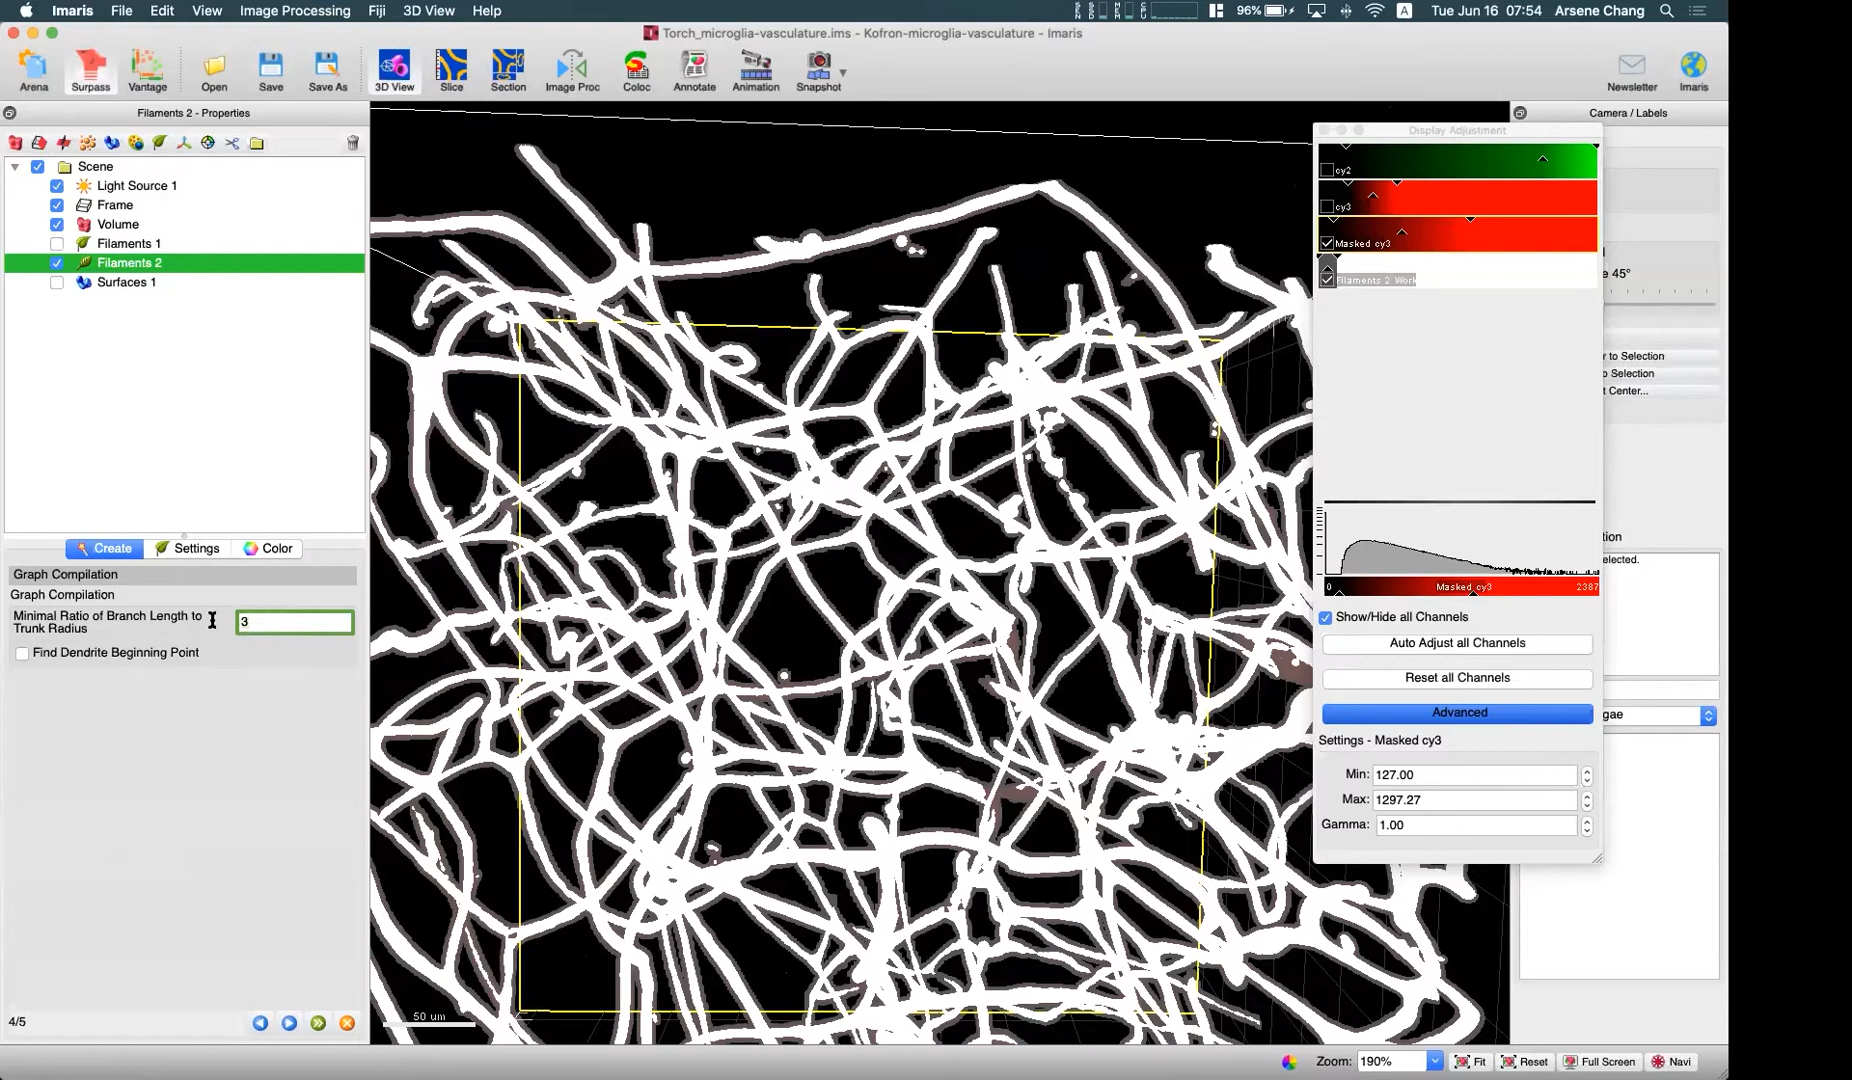 Imaris File Edit View Image Processing Fiji 3D View Help
96% A Tue Jun 16 07:54 Arsene Chang
Torch_microglia-vasculature.ims - Kofron-microglia-vasculature - Imaris
Arena Surpass Vantage Open Save Save As 3D View Slice Section Image Proc Coloc Annotate Animation Snapshot Newsletter Imaris
Filaments 2 - Properties
Camera / Labels
Scene
Light Source 1
Frame
Volume
Filaments 1
Filaments 2
Surfaces 1
Create Settings Color
Graph Compilation
Graph Compilation
Minimal Ratio of Branch Length to
Trunk Radius
3
Find Dendrite Beginning Point
4/5
50 um
Display Adjustment
cy2
cy3
Masked cy3
Filaments 2 Work
0 Masked cy3 2387
Show/Hide all Channels
Auto Adjust all Channels
Reset all Channels
Advanced
Settings - Masked cy3
Min: 127.00
Max: 1297.27
Gamma: 1.00
e 45°
r to Selection
o Selection
t Center...
tion
elected.
gae
Zoom: 190% Fit Reset Full Screen Navi